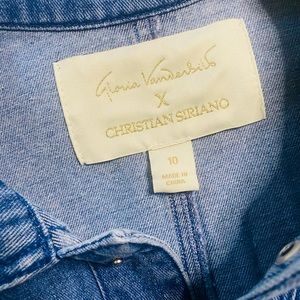 Gloria Vanderbilt
X
CHRISTIAN SIRIANO
10
MADE IN
CHINA